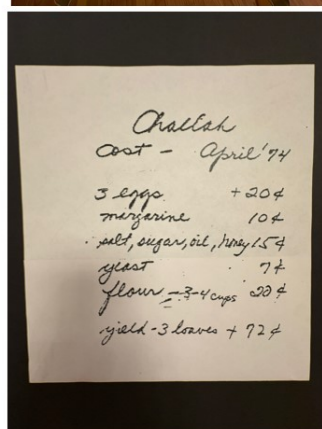 Challah
cost - April '74
3 eggs + 20¢
margarine 10¢
salt, sugar, oil, honey 15¢
yeast 7¢
flour - 3-4 cups 20¢
yield - 3 loaves + 72¢